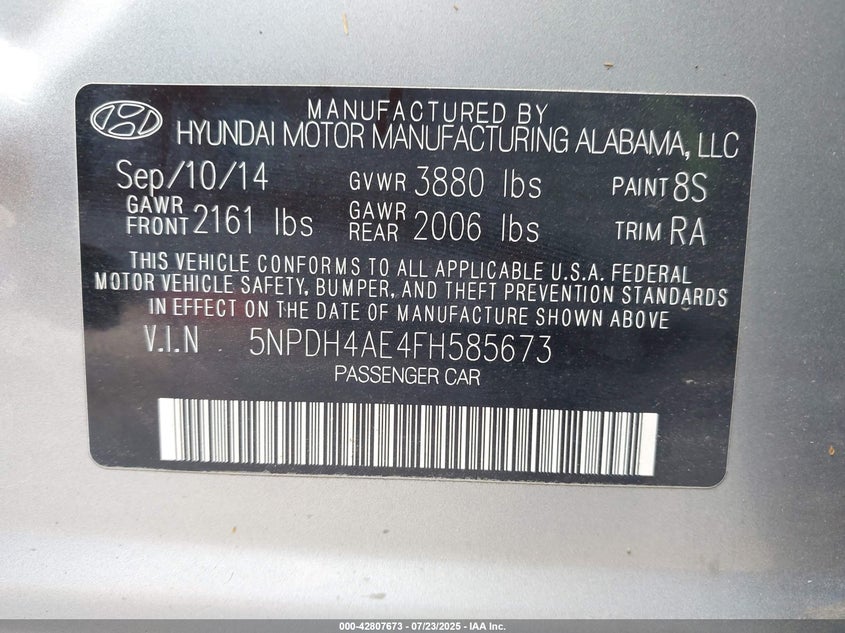 MANUFACTURED BY
HYUNDAI MOTOR MANUFACTURING ALABAMA, LLC
Sep/10/14 GVWR 3880 lbs PAINT 8S
GAWR FRONT 2161 lbs GAWR REAR 2006 lbs TRIM RA
THIS VEHICLE CONFORMS TO ALL APPLICABLE U.S.A. FEDERAL
MOTOR VEHICLE SAFETY, BUMPER, AND THEFT PREVENTION STANDARDS
IN EFFECT ON THE DATE OF MANUFACTURE SHOWN ABOVE
V.I.N 5NPDH4AE4FH585673
PASSENGER CAR
000-42807673 - 07/23/2025 - IAA Inc.